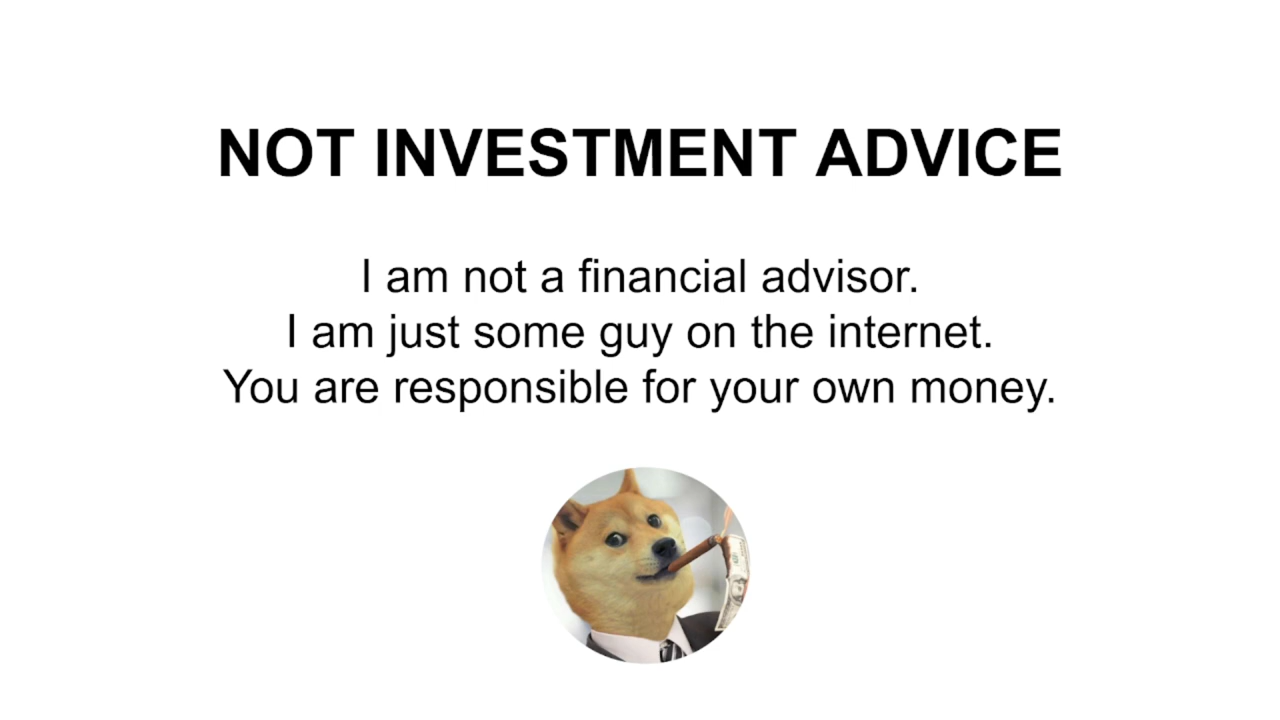 NOT INVESTMENT ADVICE
I am not a financial advisor.
I am just some guy on the internet.
You are responsible for your own money.